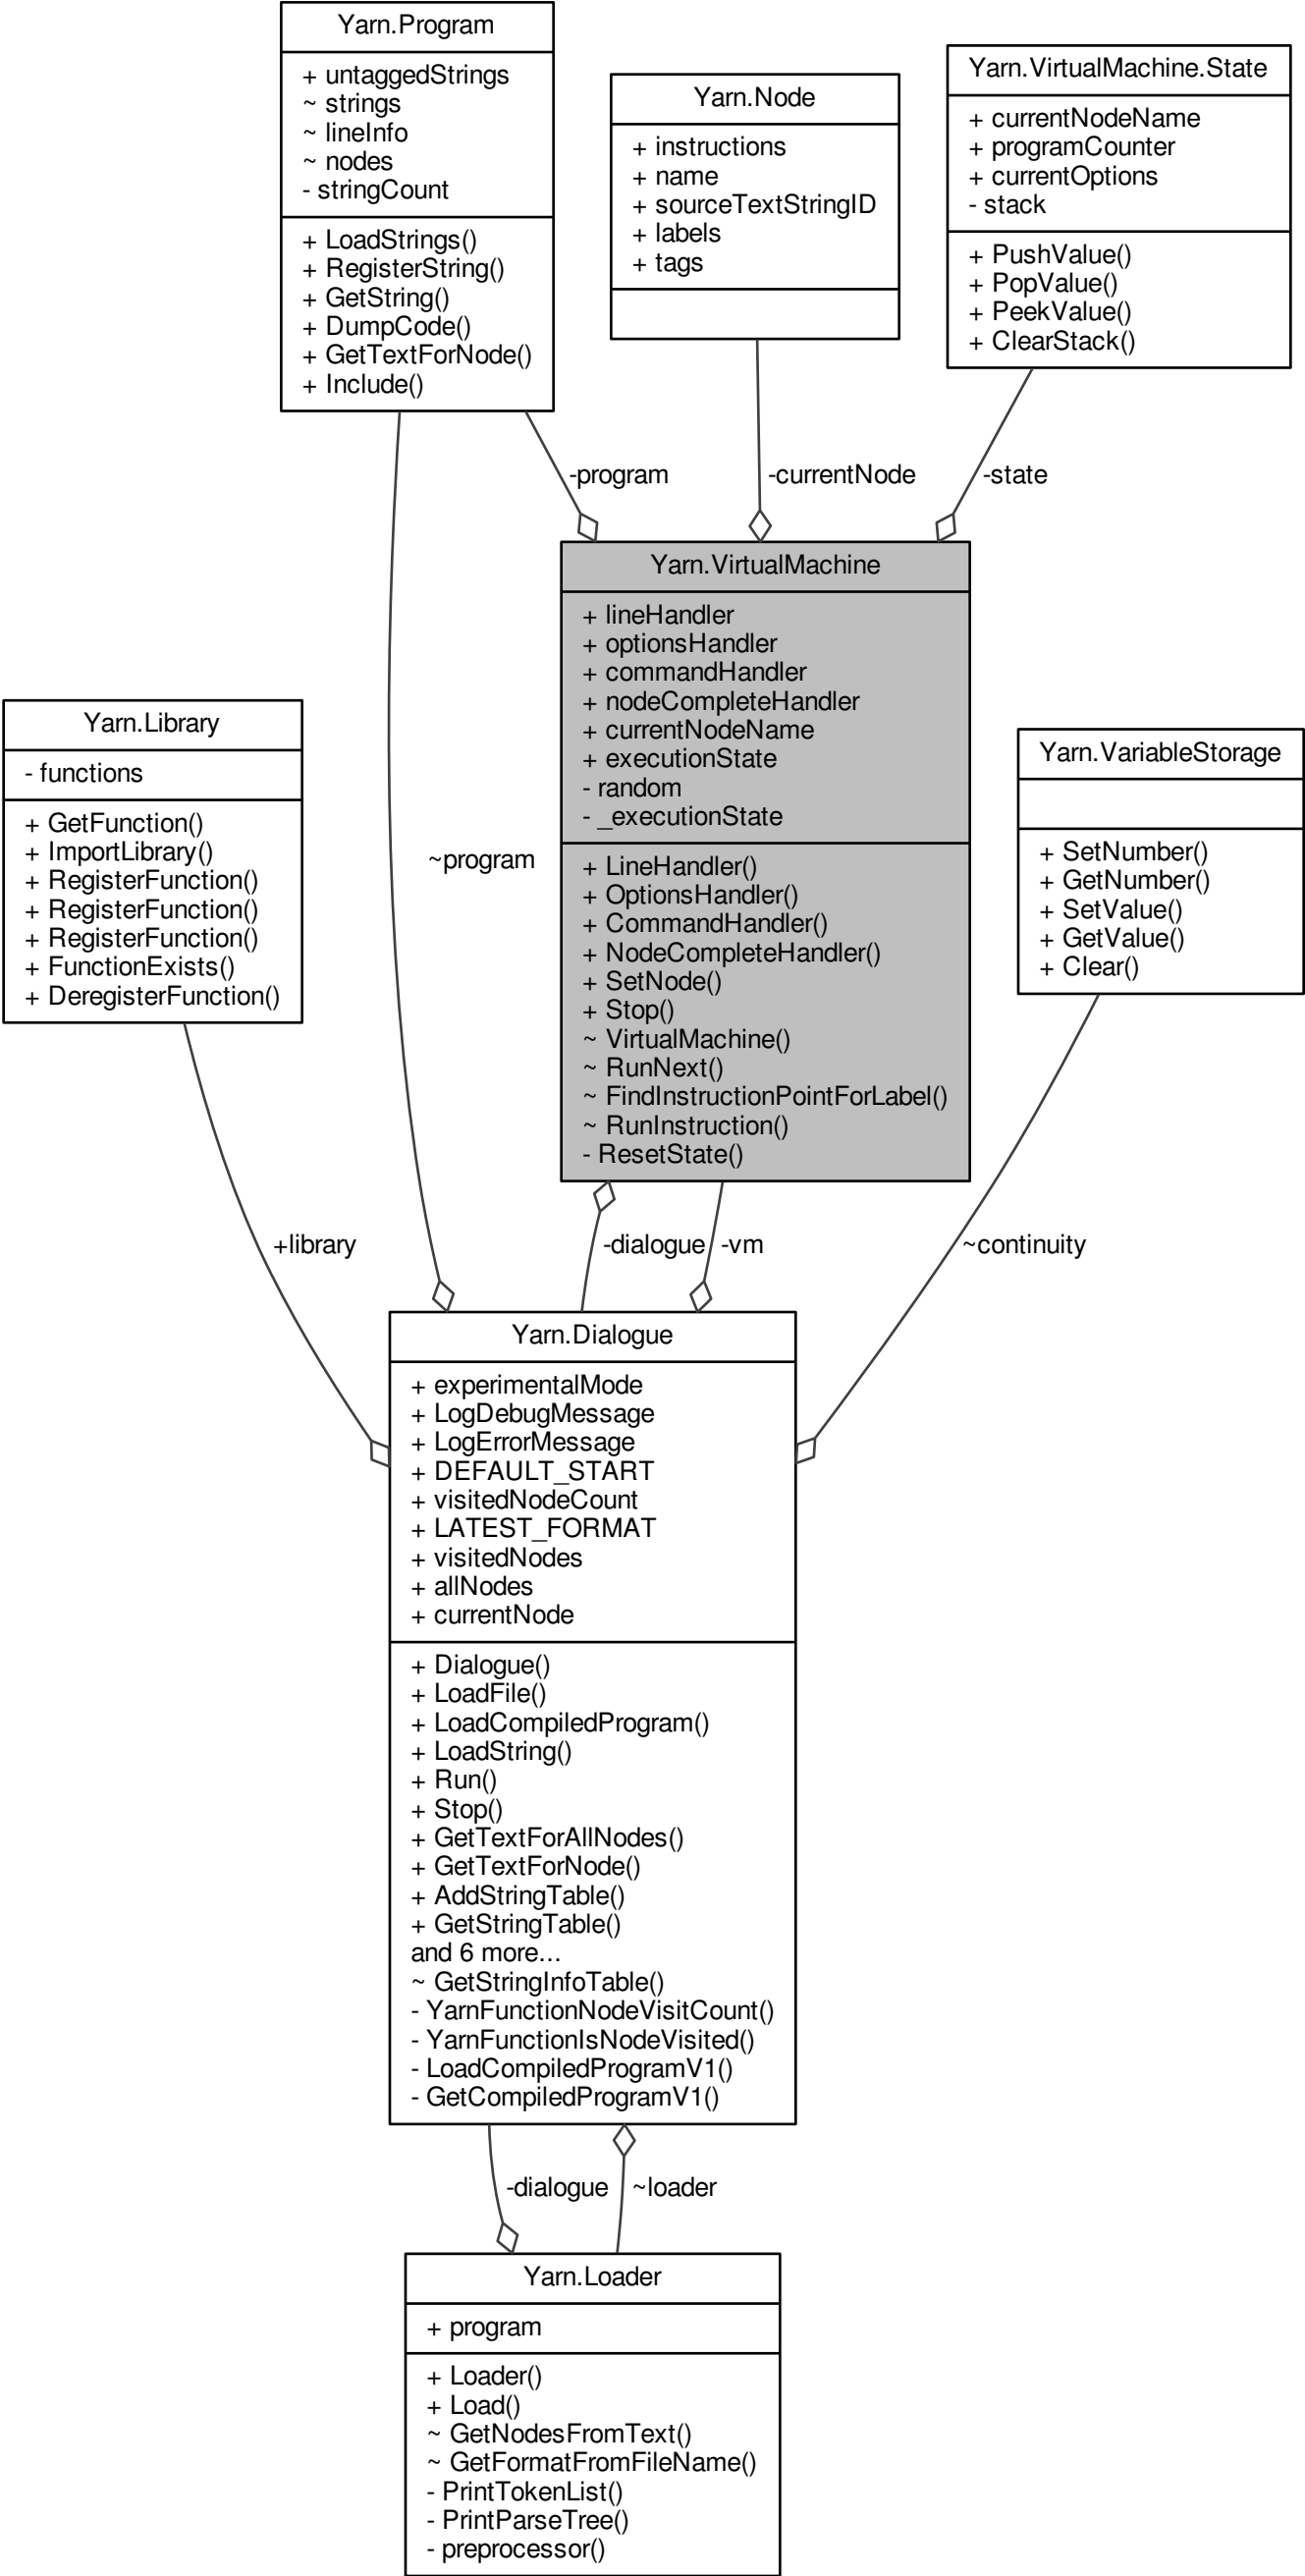 Yarn.Program
+ untaggedStrings
~ strings
~ lineInfo
~ nodes
- stringCount
+ LoadStrings()
+ RegisterString()
+ GetString()
+ DumpCode()
+ GetTextForNode()
+ Include()
Yarn.Node
+ instructions
+ name
+ sourceTextStringID
+ labels
+ tags
Yarn.VirtualMachine.State
+ currentNodeName
+ programCounter
+ currentOptions
- stack
+ PushValue()
+ PopValue()
+ PeekValue()
+ ClearStack()
-program
-currentNode
-state
Yarn.VirtualMachine
+ lineHandler
+ optionsHandler
+ commandHandler
+ nodeCompleteHandler
+ currentNodeName
+ executionState
- random
- _executionState
+ LineHandler()
+ OptionsHandler()
+ CommandHandler()
+ NodeCompleteHandler()
+ SetNode()
+ Stop()
~ VirtualMachine()
~ RunNext()
~ FindInstructionPointForLabel()
~ RunInstruction()
- ResetState()
Yarn.Library
- functions
+ GetFunction()
+ ImportLibrary()
+ RegisterFunction()
+ RegisterFunction()
+ RegisterFunction()
+ FunctionExists()
+ DeregisterFunction()
~program
Yarn.VariableStorage
+ SetNumber()
+ GetNumber()
+ SetValue()
+ GetValue()
+ Clear()
+library
-dialogue
-vm
~continuity
Yarn.Dialogue
+ experimentalMode
+ LogDebugMessage
+ LogErrorMessage
+ DEFAULT_START
+ visitedNodeCount
+ LATEST_FORMAT
+ visitedNodes
+ allNodes
+ currentNode
+ Dialogue()
+ LoadFile()
+ LoadCompiledProgram()
+ LoadString()
+ Run()
+ Stop()
+ GetTextForAllNodes()
+ GetTextForNode()
+ AddStringTable()
+ GetStringTable()
and 6 more...
~ GetStringInfoTable()
- YarnFunctionNodeVisitCount()
- YarnFunctionIsNodeVisited()
- LoadCompiledProgramV1()
- GetCompiledProgramV1()
-dialogue
~loader
Yarn.Loader
+ program
+ Loader()
+ Load()
~ GetNodesFromText()
~ GetFormatFromFileName()
- PrintTokenList()
- PrintParseTree()
- preprocessor()